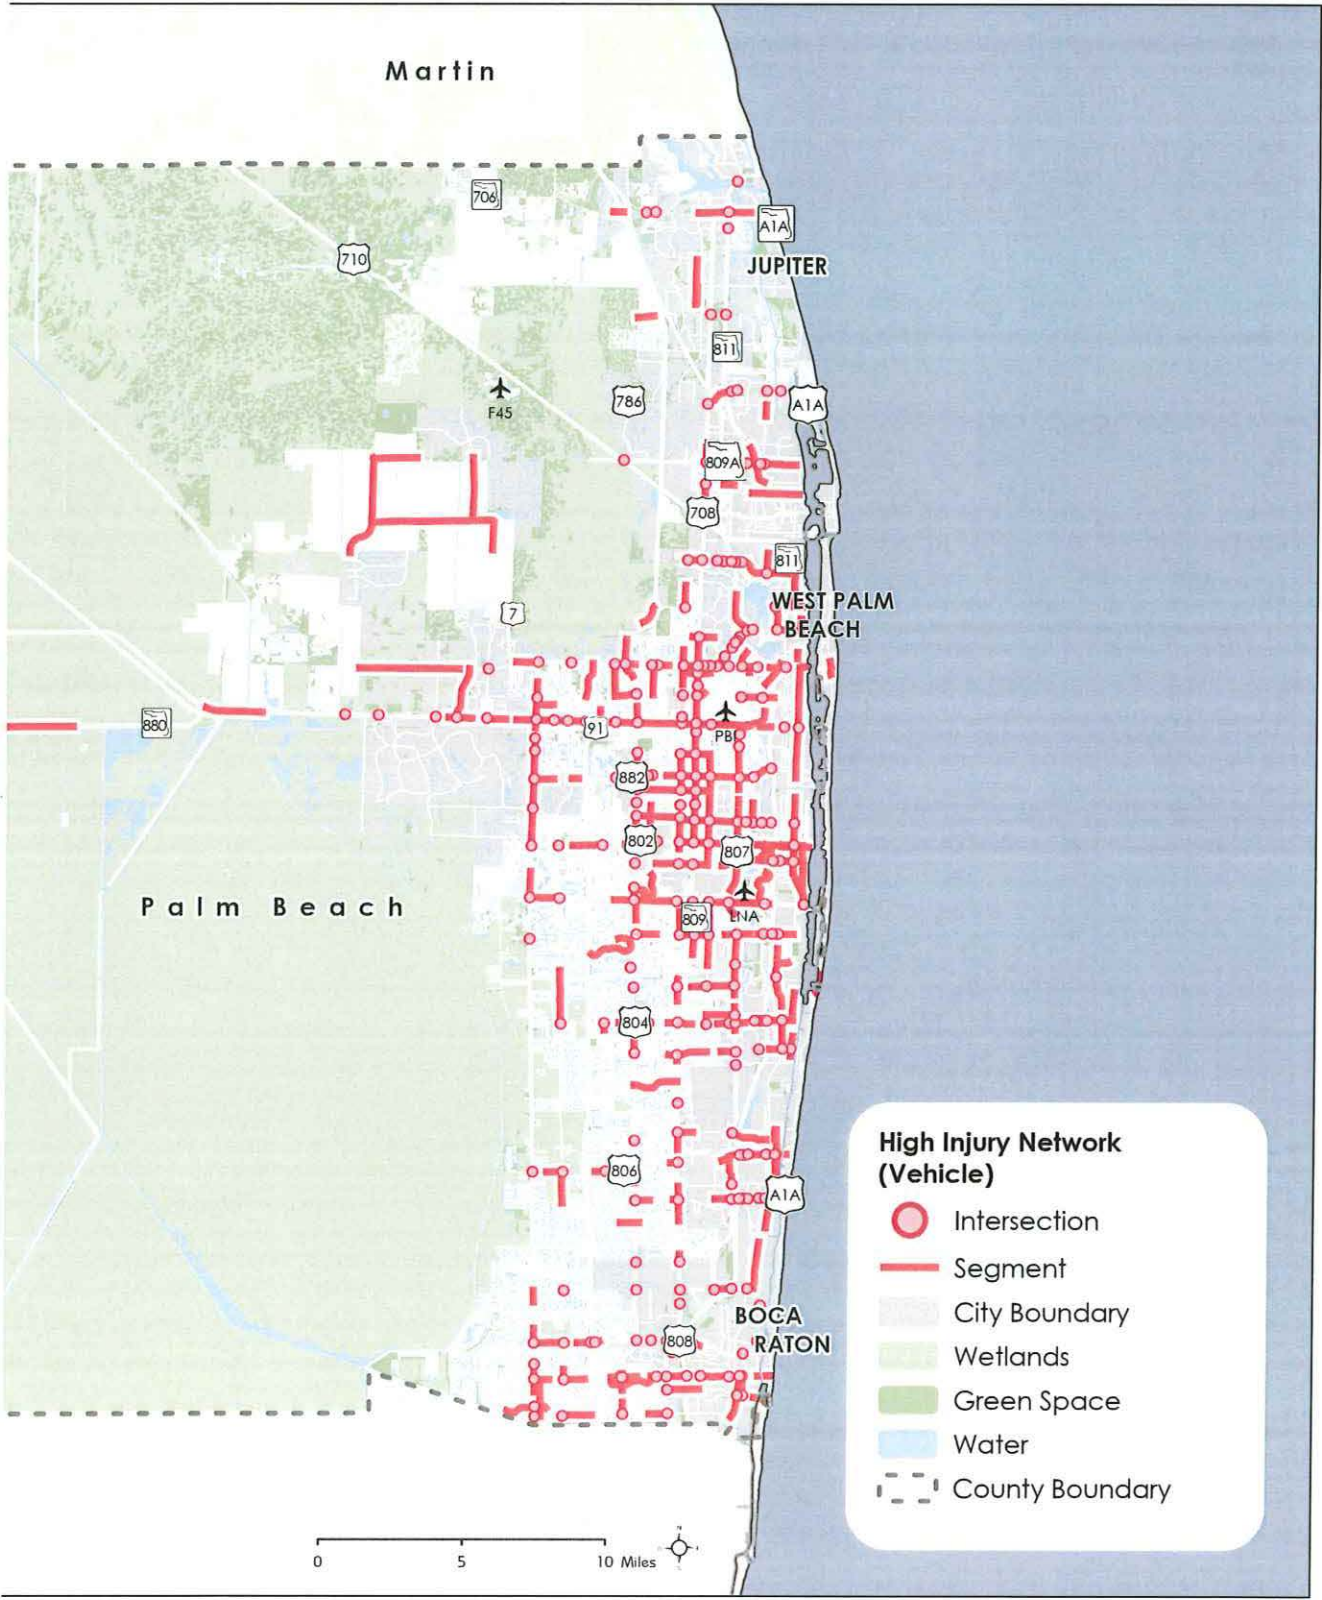 Martin
706
A1A
710
JUPITER
811
786
A1A
F45
809A
708
811
WEST PALM
BEACH
7
880
91
PBI
882
802
807
Palm Beach
809
LNA
804
806
A1A
BOCA
RATON
808
High Injury Network
(Vehicle)
Intersection
Segment
City Boundary
Wetlands
Green Space
Water
County Boundary
0 5 10 Miles